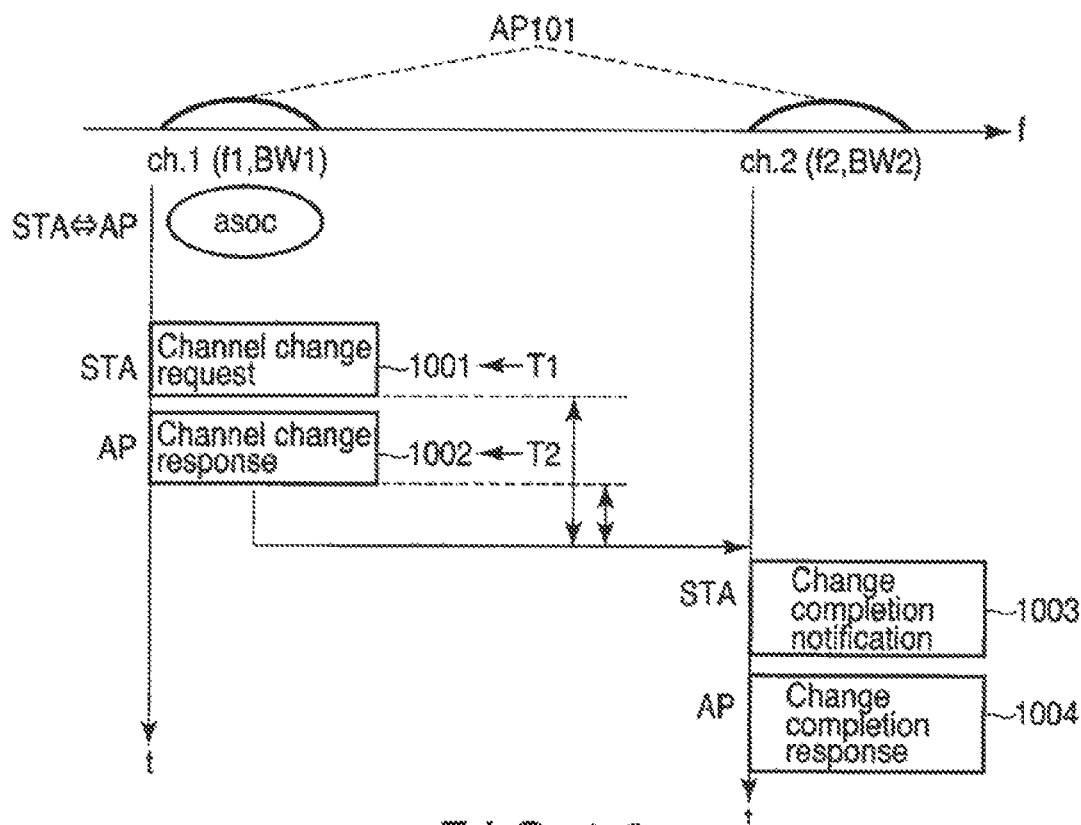 AP101
f
ch.1 (f1,BW1)
ch.2 (f2,BW2)
STA⇔AP
asoc
STA
Channel change
request
1001
T1
AP
Channel change
response
1002
T2
STA
Change
completion
notification
1003
AP
Change
completion
response
1004
t
t